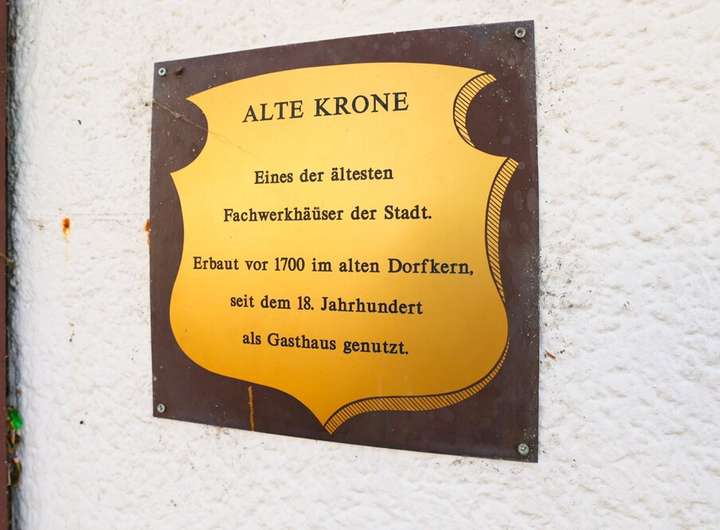 ALTE KRONE
Eines der ältesten
Fachwerkhäuser der Stadt.
Erbaut vor 1700 im alten Dorfkern,
seit dem 18. Jahrhundert
als Gasthaus genutzt.